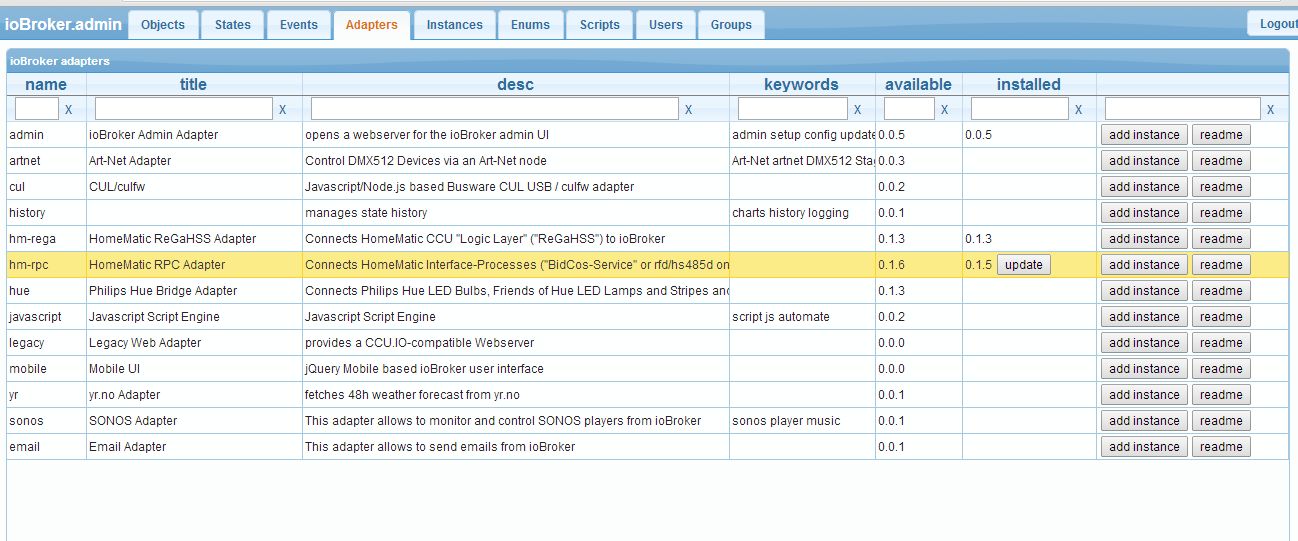 ioBroker.admin Objects States Events Adapters Instances Enums Scripts Users Groups Logout
ioBroker adapters
name title desc keywords available installed
X X X X X X X
admin ioBroker Admin Adapter opens a webserver for the ioBroker admin UI admin setup config update 0.0.5 0.0.5 add instance readme
artnet Art-Net Adapter Control DMX512 Devices via an Art-Net node Art-Net artnet DMX512 Sta 0.0.3 add instance readme
cul CUL/culfw Javascript/Node.js based Busware CUL USB / culfw adapter 0.0.2 add instance readme
history manages state history charts history logging 0.0.1 add instance readme
hm-rega HomeMatic ReGaHSS Adapter Connects HomeMatic CCU "Logic Layer" ("ReGaHSS") to ioBroker 0.1.3 0.1.3 add instance readme
hm-rpc HomeMatic RPC Adapter Connects HomeMatic Interface-Processes ("BidCos-Service" or rfd/hs485d on 0.1.6 0.1.5 update add instance readme
hue Philips Hue Bridge Adapter Connects Philips Hue LED Bulbs, Friends of Hue LED Lamps and Stripes and 0.1.3 add instance readme
javascript Javascript Script Engine Javascript Script Engine script js automate 0.0.2 add instance readme
legacy Legacy Web Adapter provides a CCU.IO-compatible Webserver 0.0.0 add instance readme
mobile Mobile UI jQuery Mobile based ioBroker user interface 0.0.0 add instance readme
yr yr.no Adapter fetches 48h weather forecast from yr.no 0.0.1 add instance readme
sonos SONOS Adapter This adapter allows to monitor and control SONOS players from ioBroker sonos player music 0.0.1 add instance readme
email Email Adapter This adapter allows to send emails from ioBroker 0.0.1 add instance readme